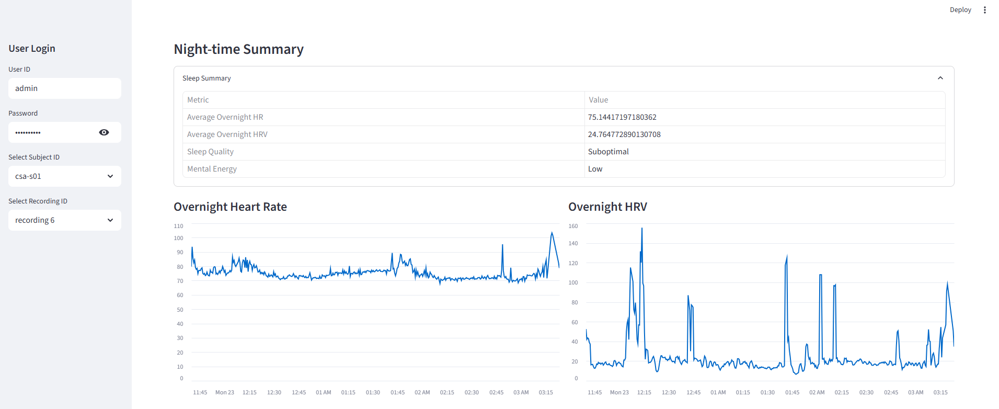 Deploy
User Login
User ID
admin
Password
••••••••••
Select Subject ID
csa-s01
Select Recording ID
recording 6
Night-time Summary
Sleep Summary
Metric Value
Average Overnight HR 75.14417197180362
Average Overnight HRV 24.764772890130708
Sleep Quality Suboptimal
Mental Energy Low
Overnight Heart Rate
110
100
90
80
70
60
50
40
30
20
10
0
11:45 Mon 23 12:15 12:30 12:45 01 AM 01:15 01:30 01:45 02 AM 02:15 02:30 02:45 03 AM 03:15
Overnight HRV
160
140
120
100
80
60
40
20
0
11:45 Mon 23 12:15 12:30 12:45 01 AM 01:15 01:30 01:45 02 AM 02:15 02:30 02:45 03 AM 03:15